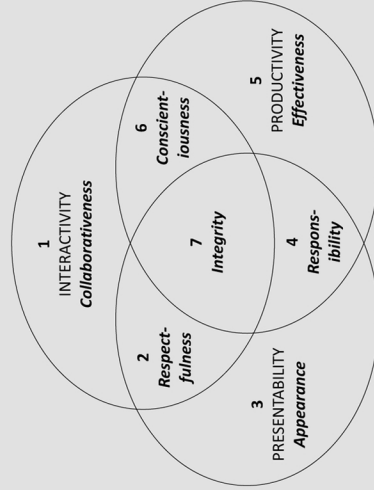 1
INTERACTIVITY
Collaborativeness
2
Respect-
fulness
3
PRESENTABILITY
Appearance
4
Respons-
ibility
5
PRODUCTIVITY
Effectiveness
6
Conscient-
iousness
7
Integrity